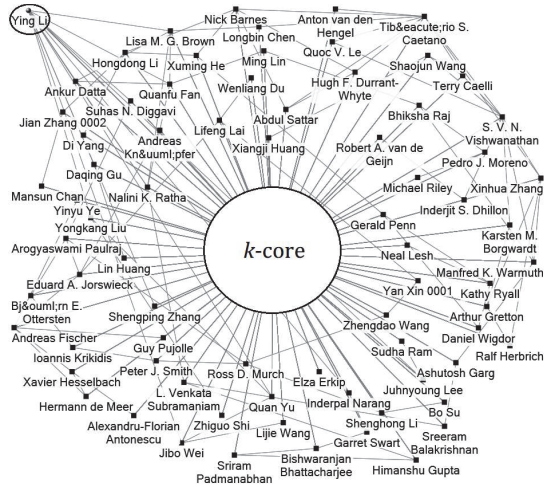 Ying Li
Nick Barnes
Anton van den
Hengel
Tib&eacute;rio S.
Caetano
Lisa M. G. Brown
Longbin Chen
Quoc V. Le
Hongdong Li
Xuming He
Ming Lin
Shaojun Wang
Ankur Datta
Quanfu Fan
Wenliang Du
Hugh F. Durrant-
Whyte
Terry Caelli
Suhas N. Diggavi
Jian Zhang 0002
Andreas
Kn&uuml;pfer
Lifeng Lai
Abdul Sattar
Bhiksha Raj
S. V. N.
Vishwanathan
Di Yang
Xiangji Huang
Robert A. van de
Geijn
Pedro J. Moreno
Daqing Gu
Mansun Chan
Nalini K. Ratha
Michael Riley
Xinhua Zhang
Yinyu Ye
Inderjit S. Dhillon
Yongkang Liu
Gerald Penn
Karsten M.
Borgwardt
Arogyaswami Paulraj
k-core
Neal Lesh
Lin Huang
Manfred K. Warmuth
Eduard A. Jorswieck
Yan Xin 0001
Kathy Ryall
Bj&ouml;rn E.
Ottersten
Shengping Zhang
Arthur Gretton
Andreas Fischer
Zhengdao Wang
Daniel Wigdor
Ioannis Krikidis
Guy Pujolle
Sudha Ram
Ralf Herbrich
Xavier Hesselbach
Peter J. Smith
Ross D. Murch
Elza Erkip
Ashutosh Garg
Hermann de Meer
L. Venkata
Subramaniam
Quan Yu
Inderpal Narang
Juhnyoung Lee
Bo Su
Alexandru-Florian
Antonescu
Zhiguo Shi
Lijie Wang
Shenghong Li
Sreeram
Balakrishnan
Jibo Wei
Garret Swart
Sriram
Padmanabhan
Bishwaranjan
Bhattacharjee
Himanshu Gupta